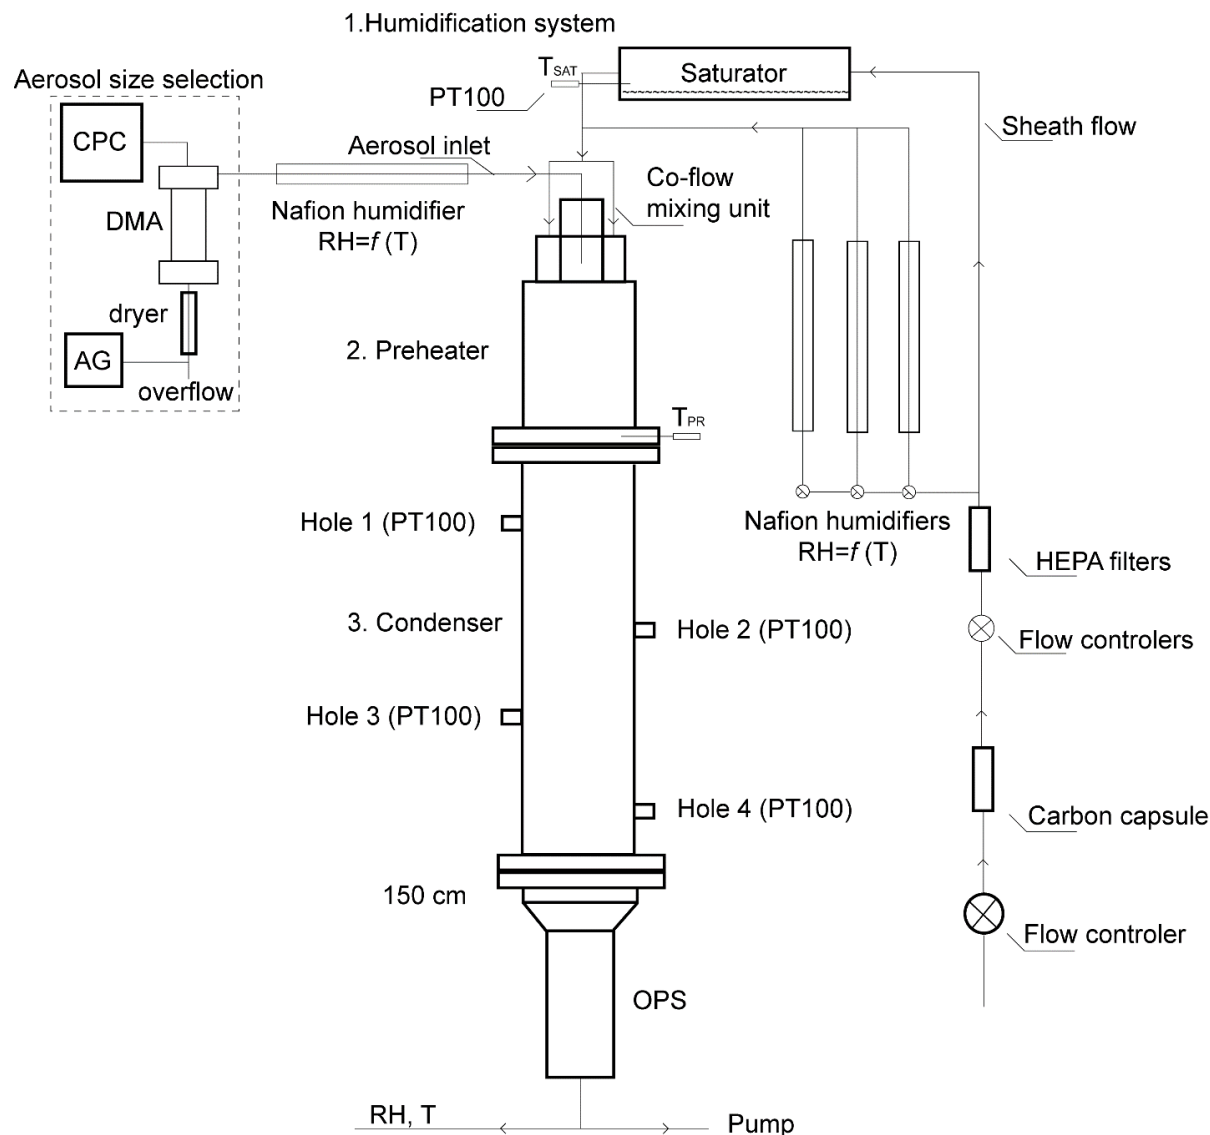 1.Humidification system
Aerosol size selection
TSAT
Saturator
PT100
CPC
Sheath flow
Aerosol inlet
Co-flow
mixing unit
Nafion humidifier
RH=f (T)
DMA
dryer
AG
overflow
2. Preheater
TPR
Hole 1 (PT100)
Nafion humidifiers
RH=f (T)
HEPA filters
3. Condenser
Hole 2 (PT100)
Flow controlers
Hole 3 (PT100)
Hole 4 (PT100)
Carbon capsule
150 cm
Flow controler
OPS
RH, T
Pump